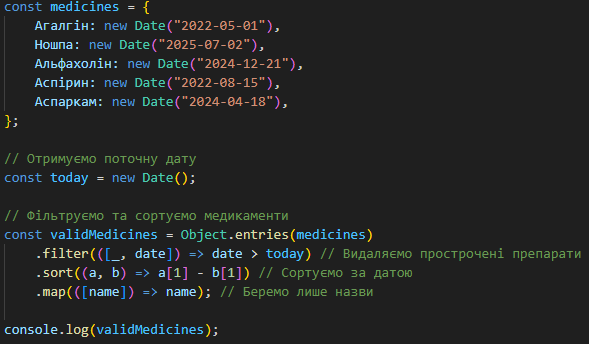 const medicines = {
    Агалгін: new Date("2022-05-01"),
    Ношпа: new Date("2025-07-02"),
    Альфахолін: new Date("2024-12-21"),
    Аспірин: new Date("2022-08-15"),
    Аспаркам: new Date("2024-04-18"),
};
// Отримуємо поточну дату
const today = new Date();
// Фільтруємо та сортуємо медикаменти
const validMedicines = Object.entries(medicines)
    .filter(([_, date]) => date > today) // Видаляємо прострочені препарати
    .sort((a, b) => a[1] - b[1]) // Сортуємо за датою
    .map(([name]) => name); // Беремо лише назви
console.log(validMedicines);